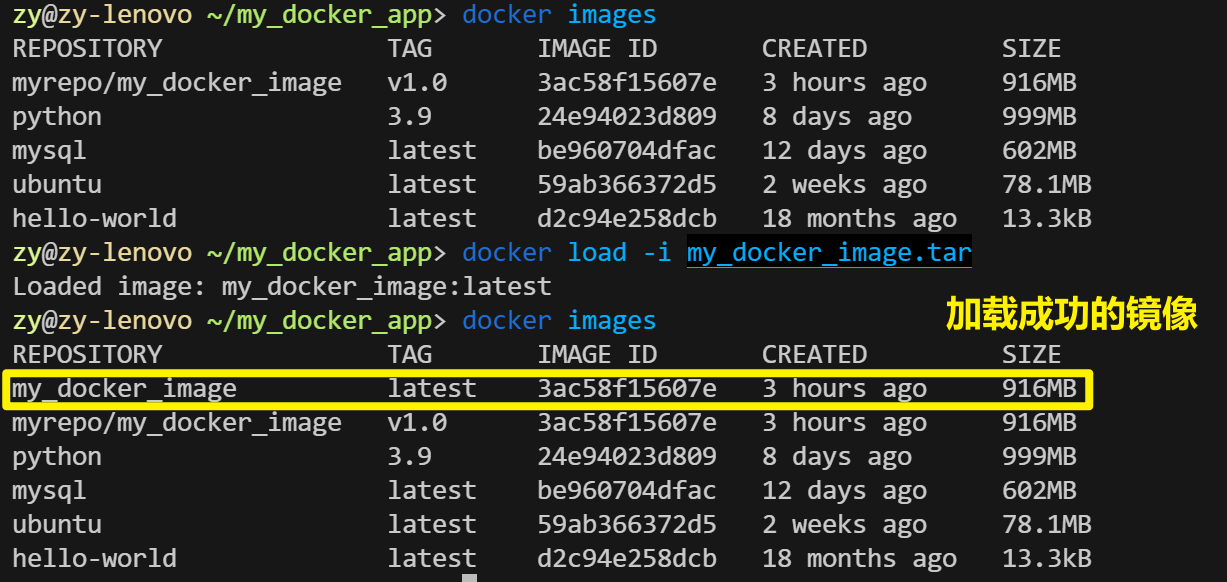 zy@zy-lenovo ~/my_docker_app> docker images
REPOSITORY TAG IMAGE ID CREATED SIZE
myrepo/my_docker_image v1.0 3ac58f15607e 3 hours ago 916MB
python 3.9 24e94023d809 8 days ago 999MB
mysql latest be960704dfac 12 days ago 602MB
ubuntu latest 59ab366372d5 2 weeks ago 78.1MB
hello-world latest d2c94e258dcb 18 months ago 13.3kB
zy@zy-lenovo ~/my_docker_app> docker load -i my_docker_image.tar
Loaded image: my_docker_image:latest
zy@zy-lenovo ~/my_docker_app> docker images
加载成功的镜像
REPOSITORY TAG IMAGE ID CREATED SIZE
my_docker_image latest 3ac58f15607e 3 hours ago 916MB
myrepo/my_docker_image v1.0 3ac58f15607e 3 hours ago 916MB
python 3.9 24e94023d809 8 days ago 999MB
mysql latest be960704dfac 12 days ago 602MB
ubuntu latest 59ab366372d5 2 weeks ago 78.1MB
hello-world latest d2c94e258dcb 18 months ago 13.3kB